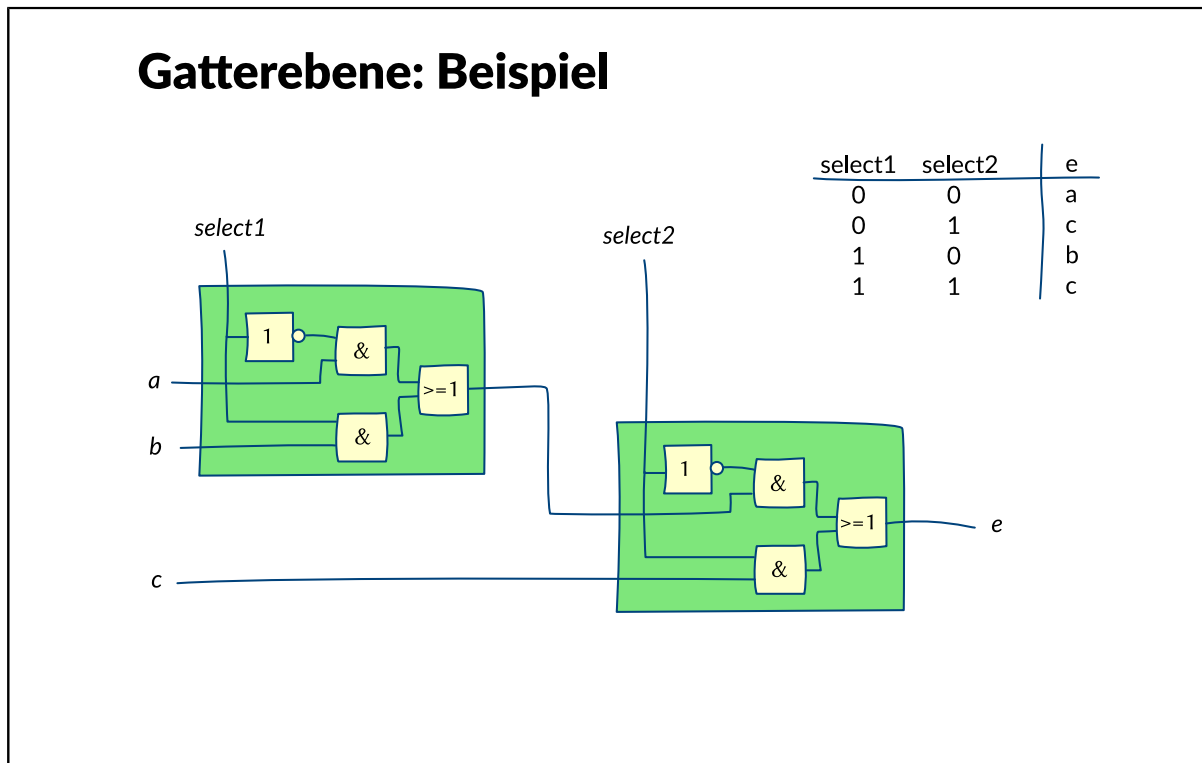 Gatterebene: Beispiel
select1 select2 e
0 0 a
0 1 c
1 0 b
1 1 c
select1
select2
1
&
>=1
a
&
b
1
&
>=1
e
&
c